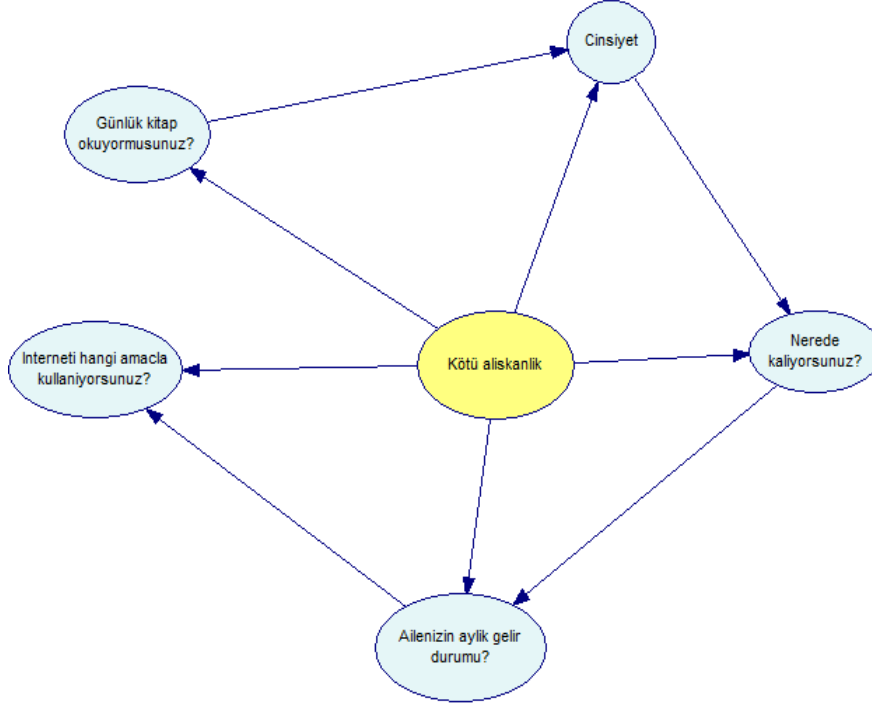 Cinsiyet
Günlük kitap
okuyormusunuz?
Interneti hangi amacla
kullaniyorsunuz?
Kötü aliskanlik
Nerede
kaliyorsunuz?
Ailenizin aylik gelir
durumu?